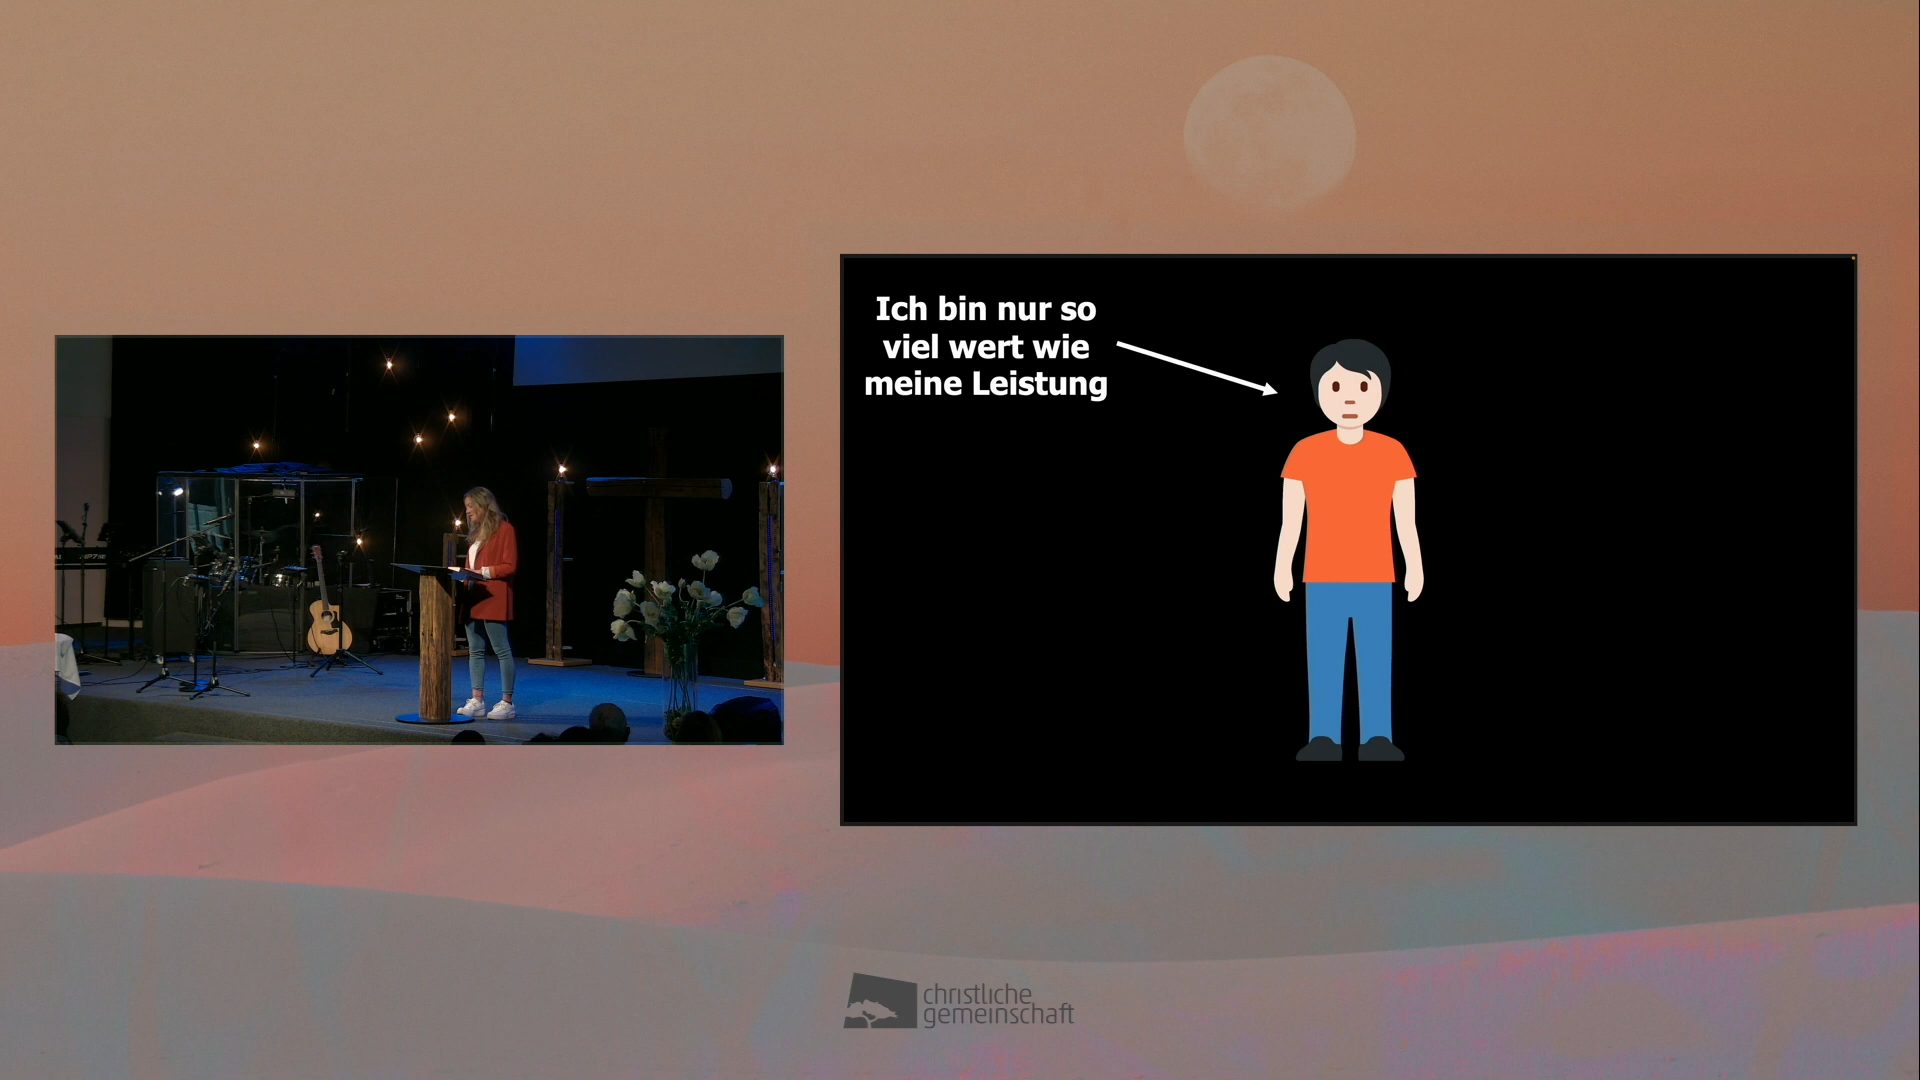 Ich bin nur so
viel wert wie
meine Leistung
christliche
gemeinschaft